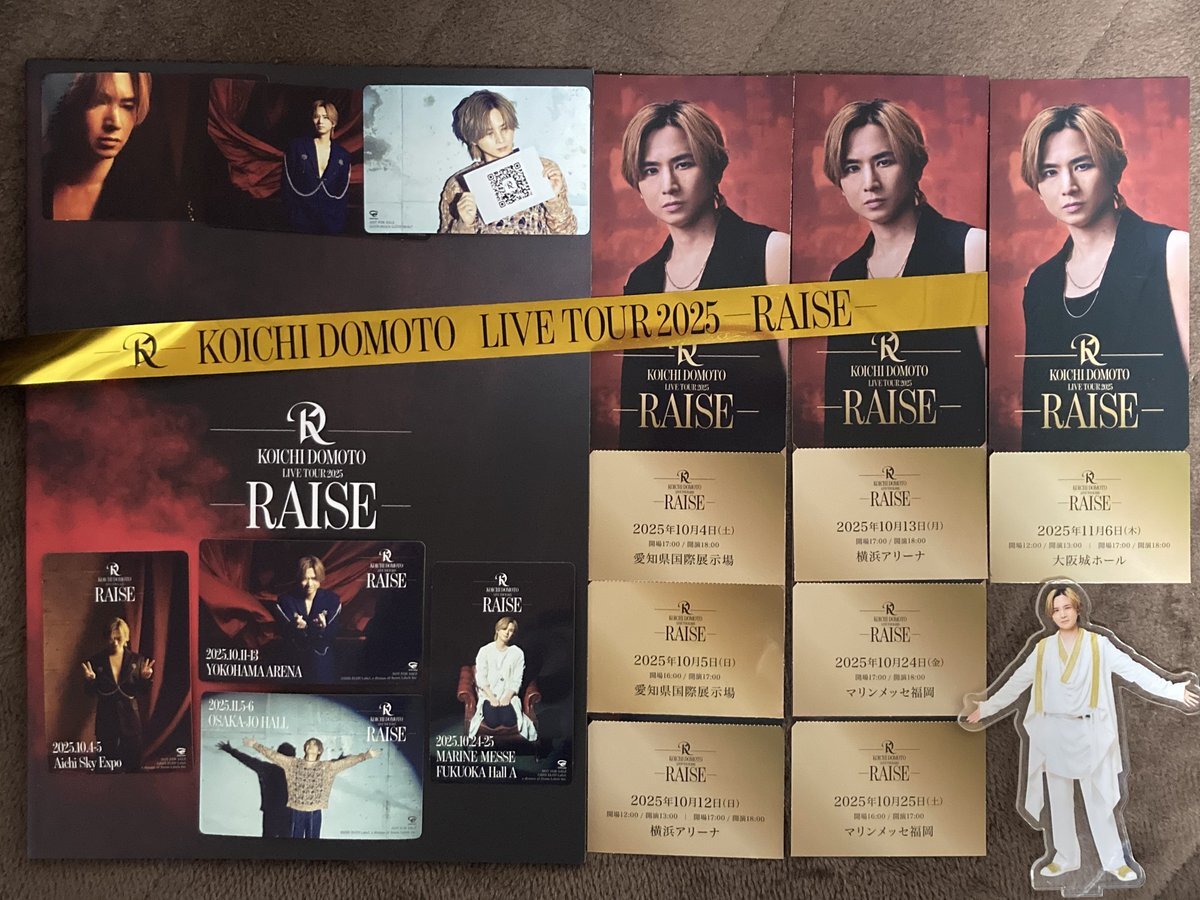 KOICHI DOMOTO LIVE TOUR 2025 —RAISE—
KOICHI DOMOTO
LIVE TOUR 2025
RAISE
RAISE
2025.10.4-5
Aichi Sky Expo
RAISE
2025.10.11-13
YOKOHAMA ARENA
2025.11.5-6
OSAKA-JO HALL
RAISE
RAISE
2025.10.24-25
MARINE MESSE
FUKUOKA Hall A
KOICHI DOMOTO
LIVE TOUR 2025
RAISE
KOICHI DOMOTO
LIVE TOUR 2025
RAISE
KOICHI DOMOTO
LIVE TOUR 2025
RAISE
RAISE
2025年10月4日(土)
開場17:00 / 開演18:00
愛知県国際展示場
RAISE
2025年10月5日(日)
開場16:00 / 開演17:00
愛知県国際展示場
RAISE
2025年10月12日(日)
開場12:00 / 開演13:00 | 開場17:00 / 開演18:00
横浜アリーナ
RAISE
2025年10月13日(月)
開場17:00 / 開演18:00
横浜アリーナ
RAISE
2025年10月24日(金)
開場17:00 / 開演18:00
マリンメッセ福岡
RAISE
2025年10月25日(土)
開場16:00 / 開演17:00
マリンメッセ福岡
RAISE
2025年11月6日(木)
開場12:00 / 開演13:00 | 開場17:00 / 開演18:00
大阪城ホール